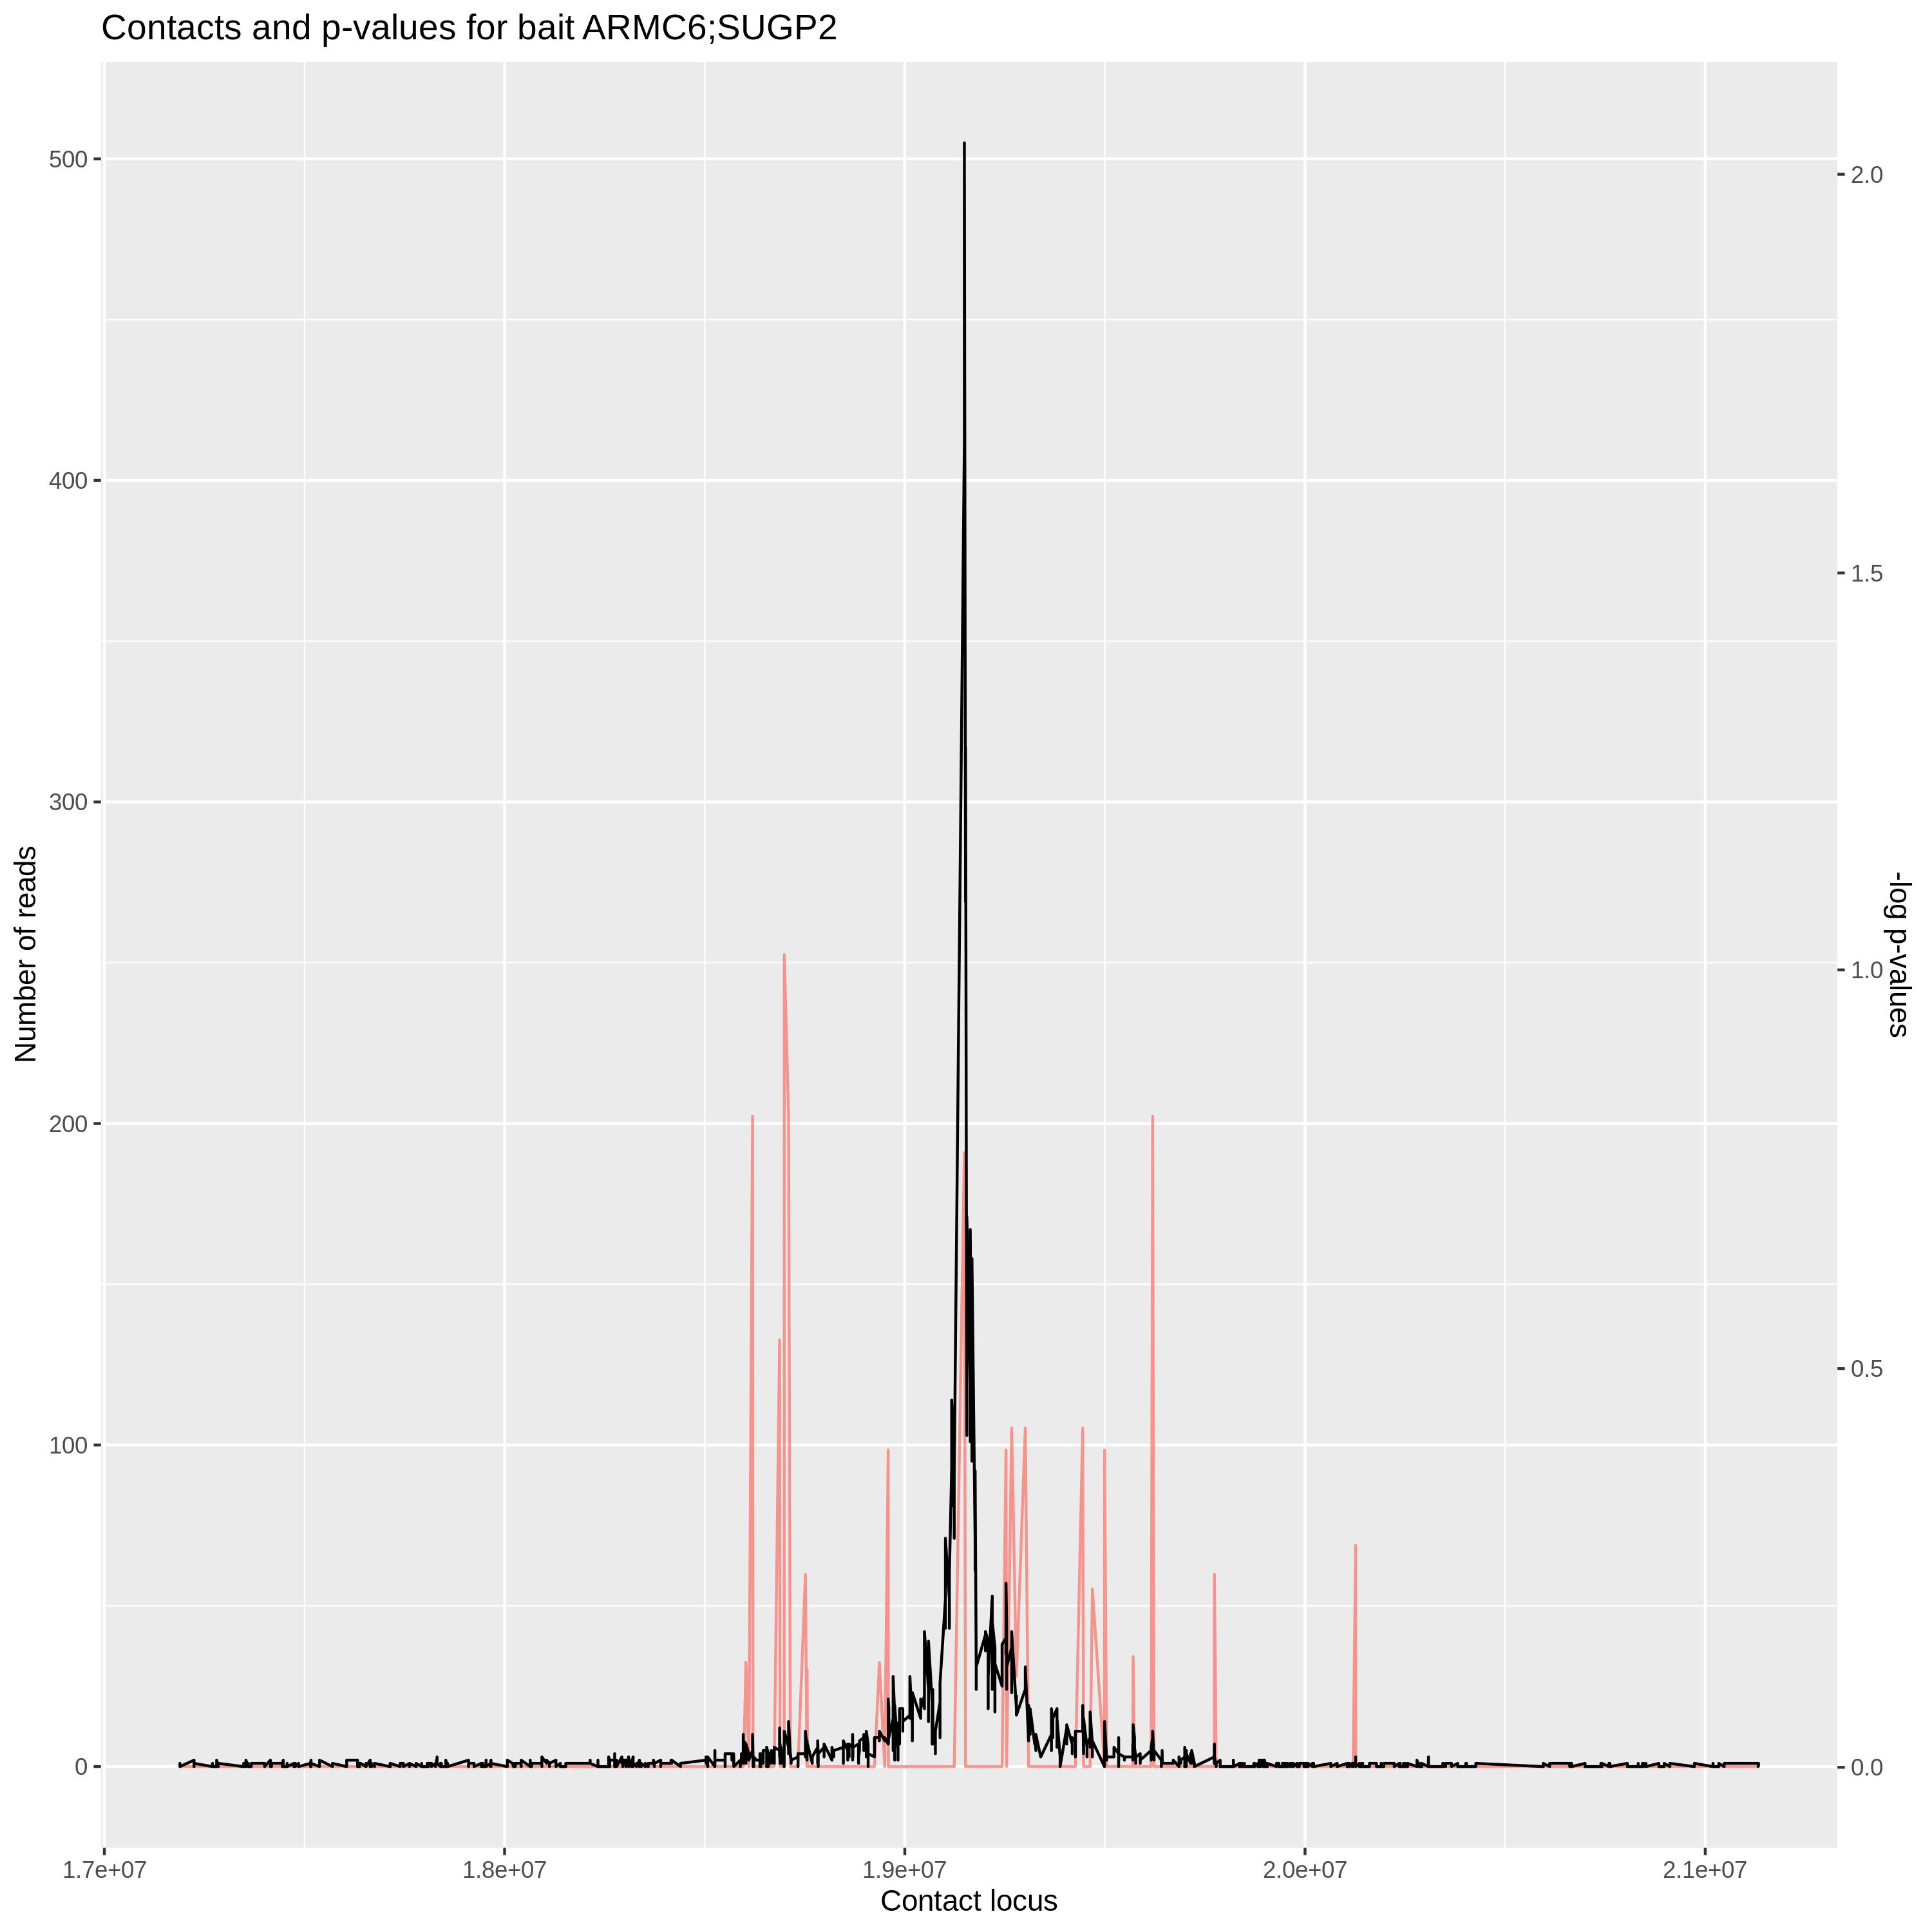 Contacts and p-values for bait ARMC6;SUGP2
Number of reads
500
400
300
200
100
0
2.0
1.5
1.0
0.5
0.0
-log p-values
1.7e+07
1.8e+07
1.9e+07
2.0e+07
2.1e+07
Contact locus